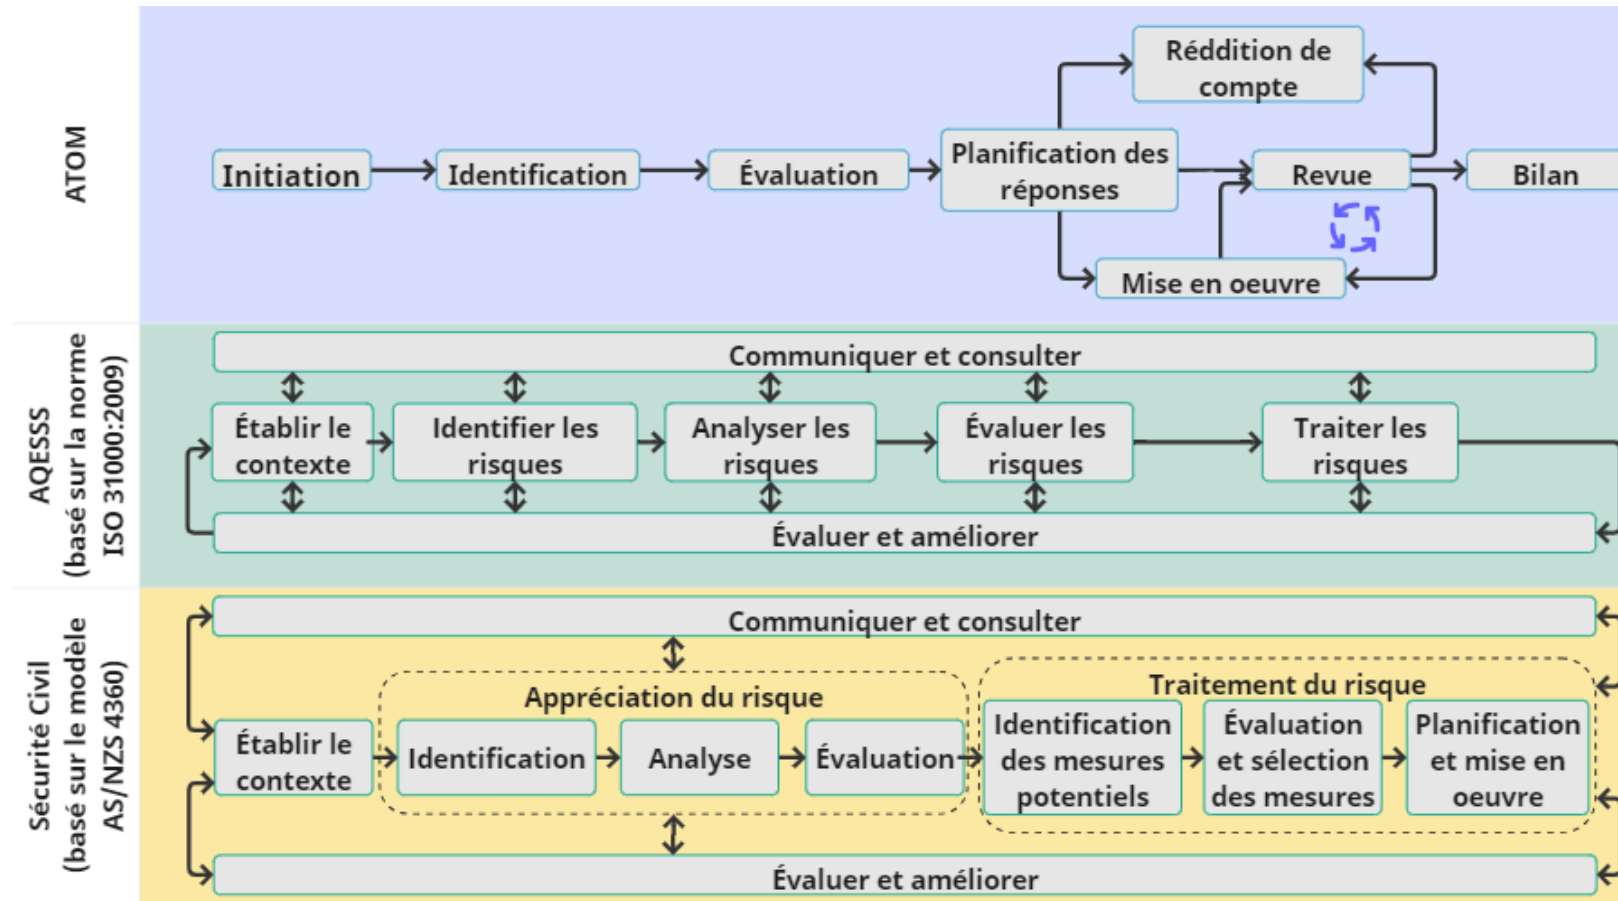 ATOM
Réddition de
compte
Initiation
Identification
Évaluation
Planification des
réponses
Revue
Bilan
Mise en oeuvre
AQESSS
(basé sur la norme
ISO 31000:2009)
Communiquer et consulter
Établir le
contexte
Identifier les
risques
Analyser les
risques
Évaluer les
risques
Traiter les
risques
Évaluer et améliorer
Sécurité Civil
(basé sur le modèle
AS/NZS 4360)
Communiquer et consulter
Établir le
contexte
Appréciation du risque
Identification
Analyse
Évaluation
Traitement du risque
Identification
des mesures
potentiels
Évaluation
et sélection
des mesures
Planification
et mise en
oeuvre
Évaluer et améliorer